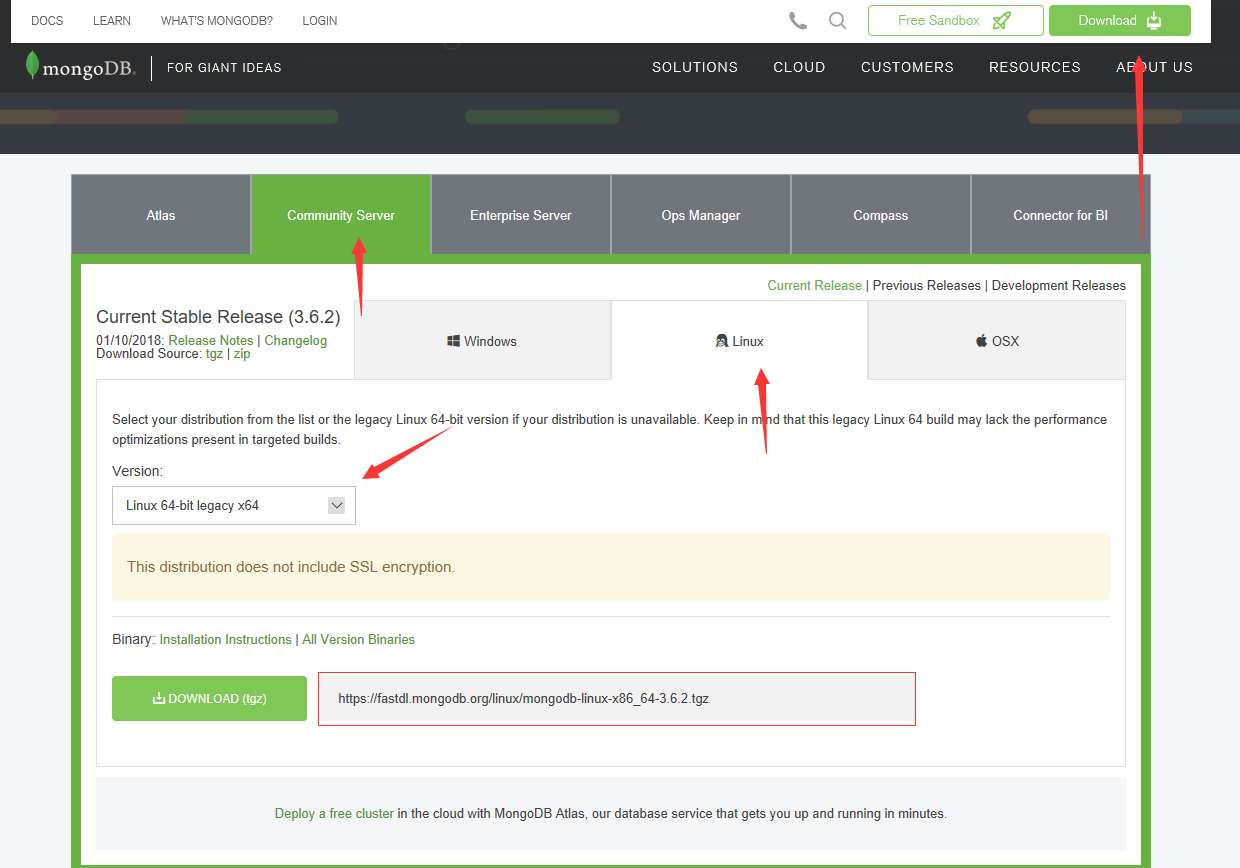 DOCS LEARN WHAT'S MONGODB? LOGIN Free Sandbox Download
mongoDB. FOR GIANT IDEAS SOLUTIONS CLOUD CUSTOMERS RESOURCES ABOUT US
Atlas Community Server Enterprise Server Ops Manager Compass Connector for BI
Current Release | Previous Releases | Development Releases
Current Stable Release (3.6.2)
01/10/2018: Release Notes | Changelog
Download Source: tgz | zip
Windows Linux OSX
Select your distribution from the list or the legacy Linux 64-bit version if your distribution is unavailable. Keep in mind that this legacy Linux 64 build may lack the performance
optimizations present in targeted builds.
Version:
Linux 64-bit legacy x64
This distribution does not include SSL encryption.
Binary: Installation Instructions | All Version Binaries
DOWNLOAD (tgz) https://fastdl.mongodb.org/linux/mongodb-linux-x86_64-3.6.2.tgz
Deploy a free cluster in the cloud with MongoDB Atlas, our database service that gets you up and running in minutes.